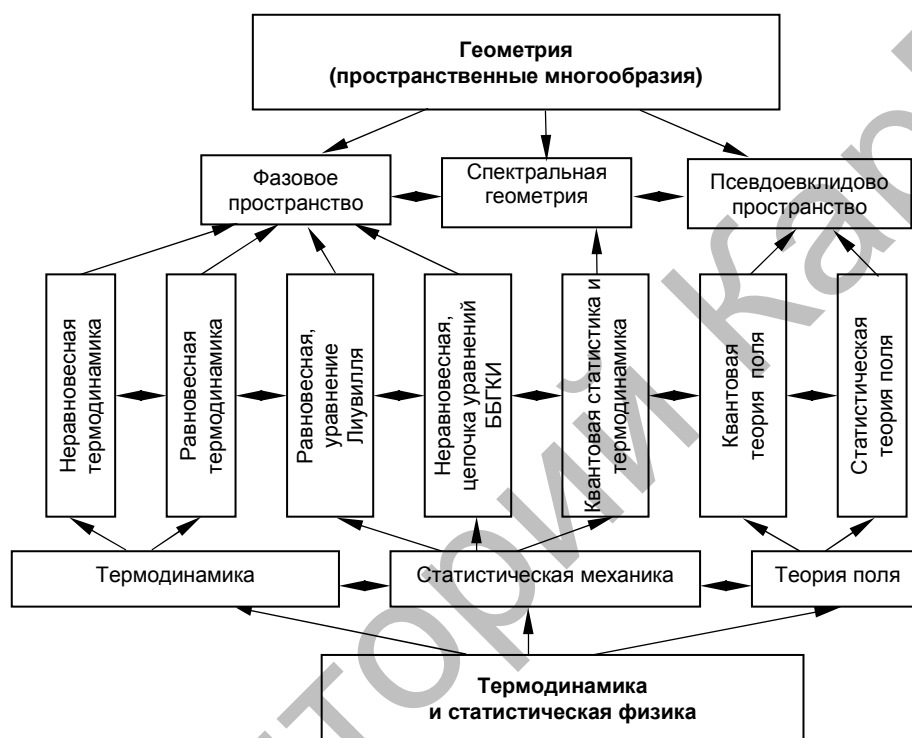 Геометрия
(пространственные многообразия)
Фазовое
пространство
Спектральная
геометрия
Псевдоевклидово
пространство
Неравновесная
термодинамика
Равновесная
термодинамика
Равновесная,
уравнение
Лиувилля
Неравновесная,
цепочка уравнений
ББГКИ
Квантовая статистика и
термодинамика
Квантовая
теория поля
Статистическая
теория поля
Термодинамика
Статистическая механика
Теория поля
Термодинамика
и статистическая физика